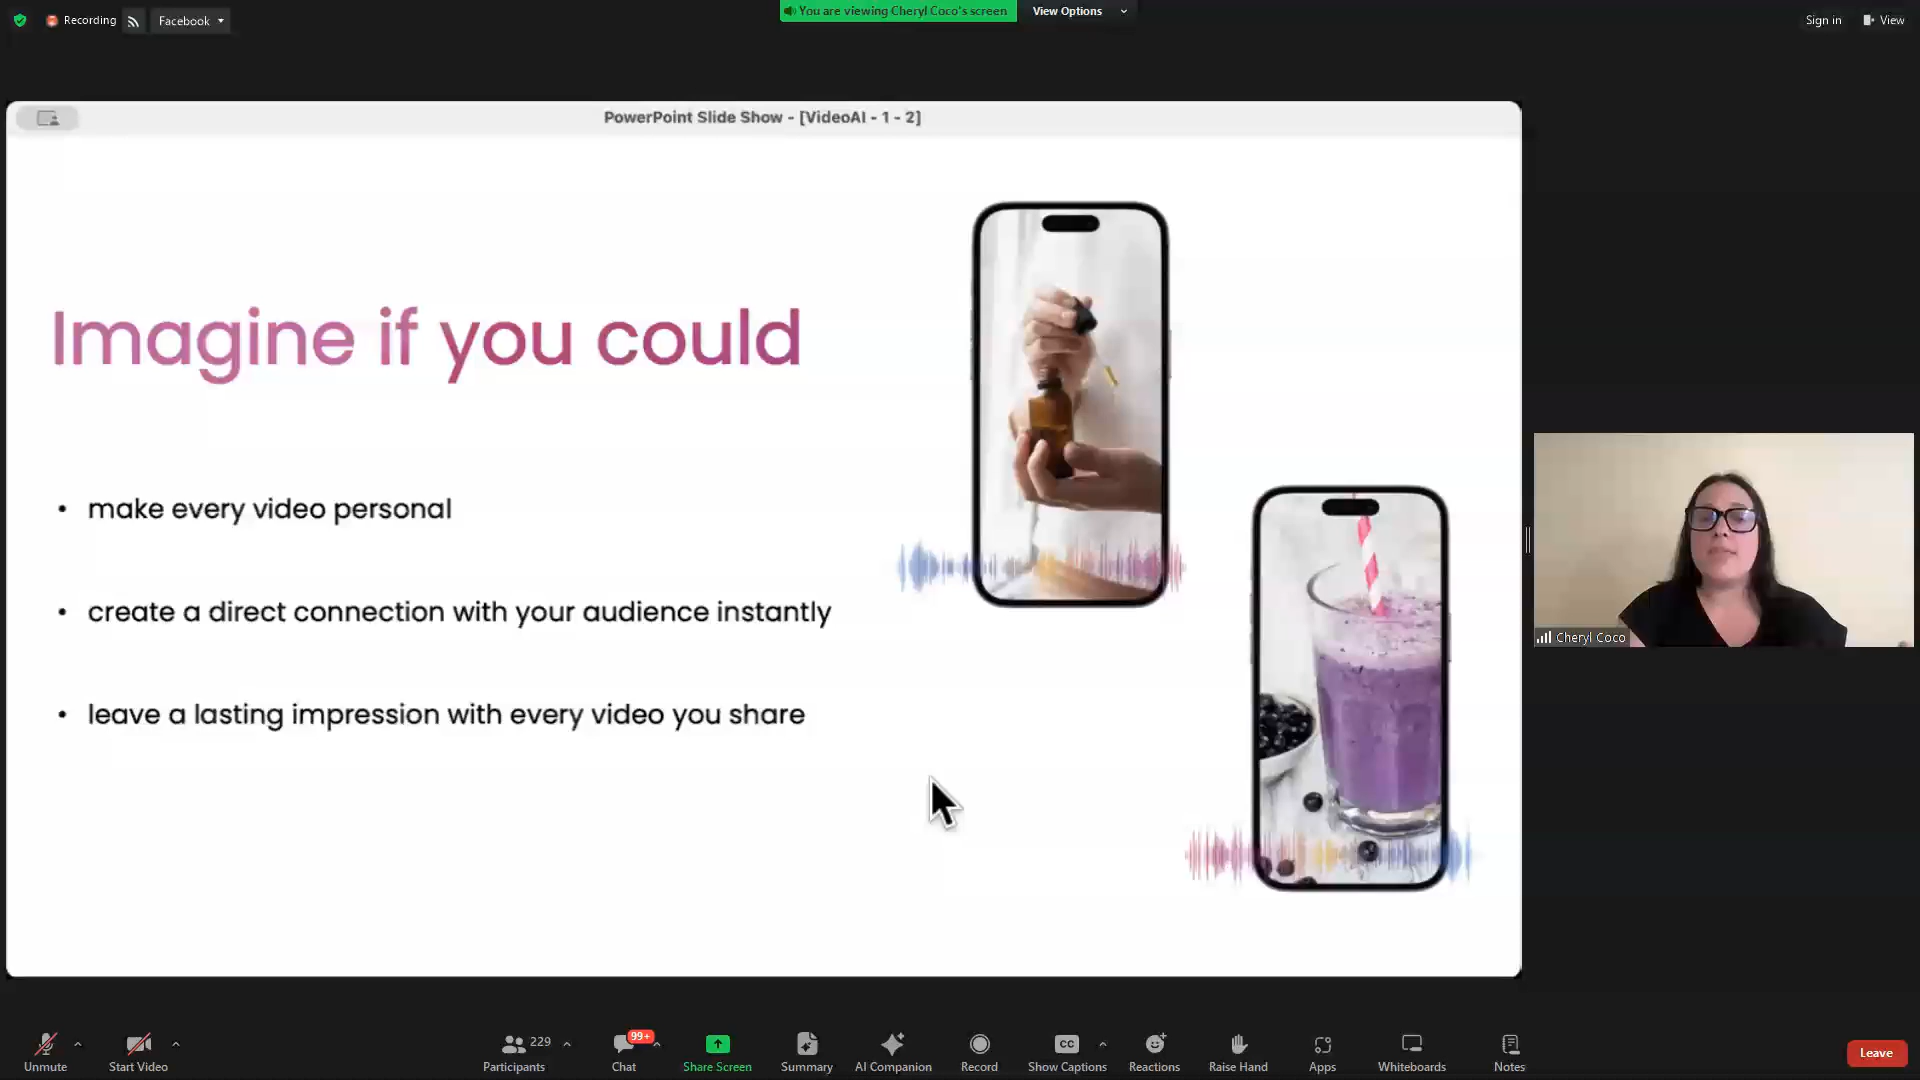 Recording
Facebook
You are viewing Cheryl Coco's screen
View Options
Sign in
View
PowerPoint Slide Show - [VideoAI - 1 - 2]
Imagine if you could
• make every video personal
• create a direct connection with your audience instantly
• leave a lasting impression with every video you share
Cheryl Coco
Unmute
Start Video
229
Participants
99+
Chat
Share Screen
Summary
AI Companion
Record
CC
Show Captions
Reactions
Raise Hand
Apps
Whiteboards
Notes
Leave